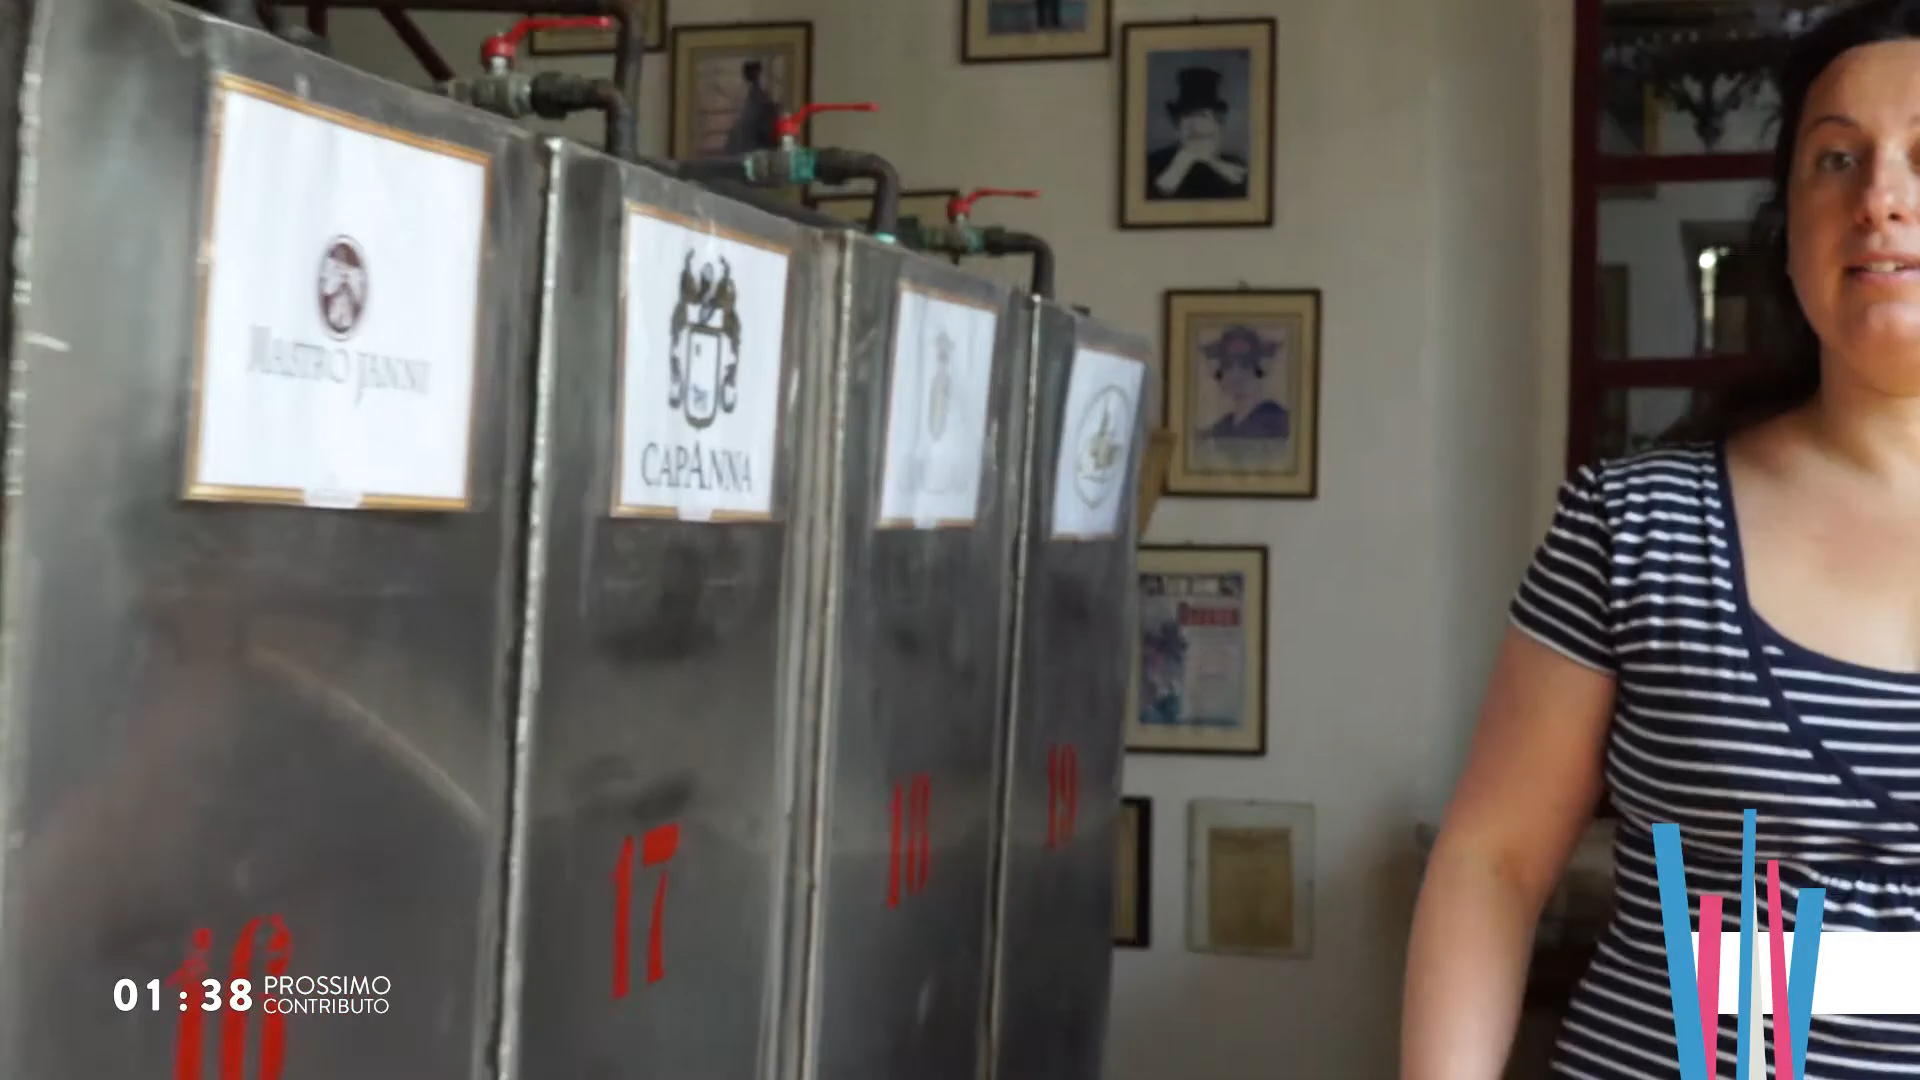 MASTRO JANNI
CAPANNA
16
17
18
19
01:38 PROSSIMO
CONTRIBUTO